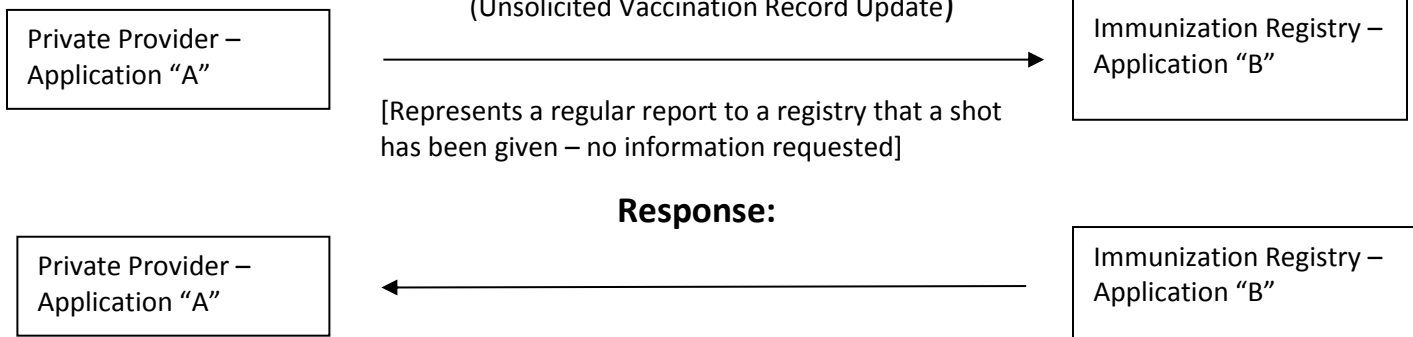 (Unsolicited Vaccination Record Update)
Private Provider –
Application “A”
Immunization Registry –
Application “B”
[Represents a regular report to a registry that a shot
has been given – no information requested]
Response:
Private Provider –
Application “A”
Immunization Registry –
Application “B”